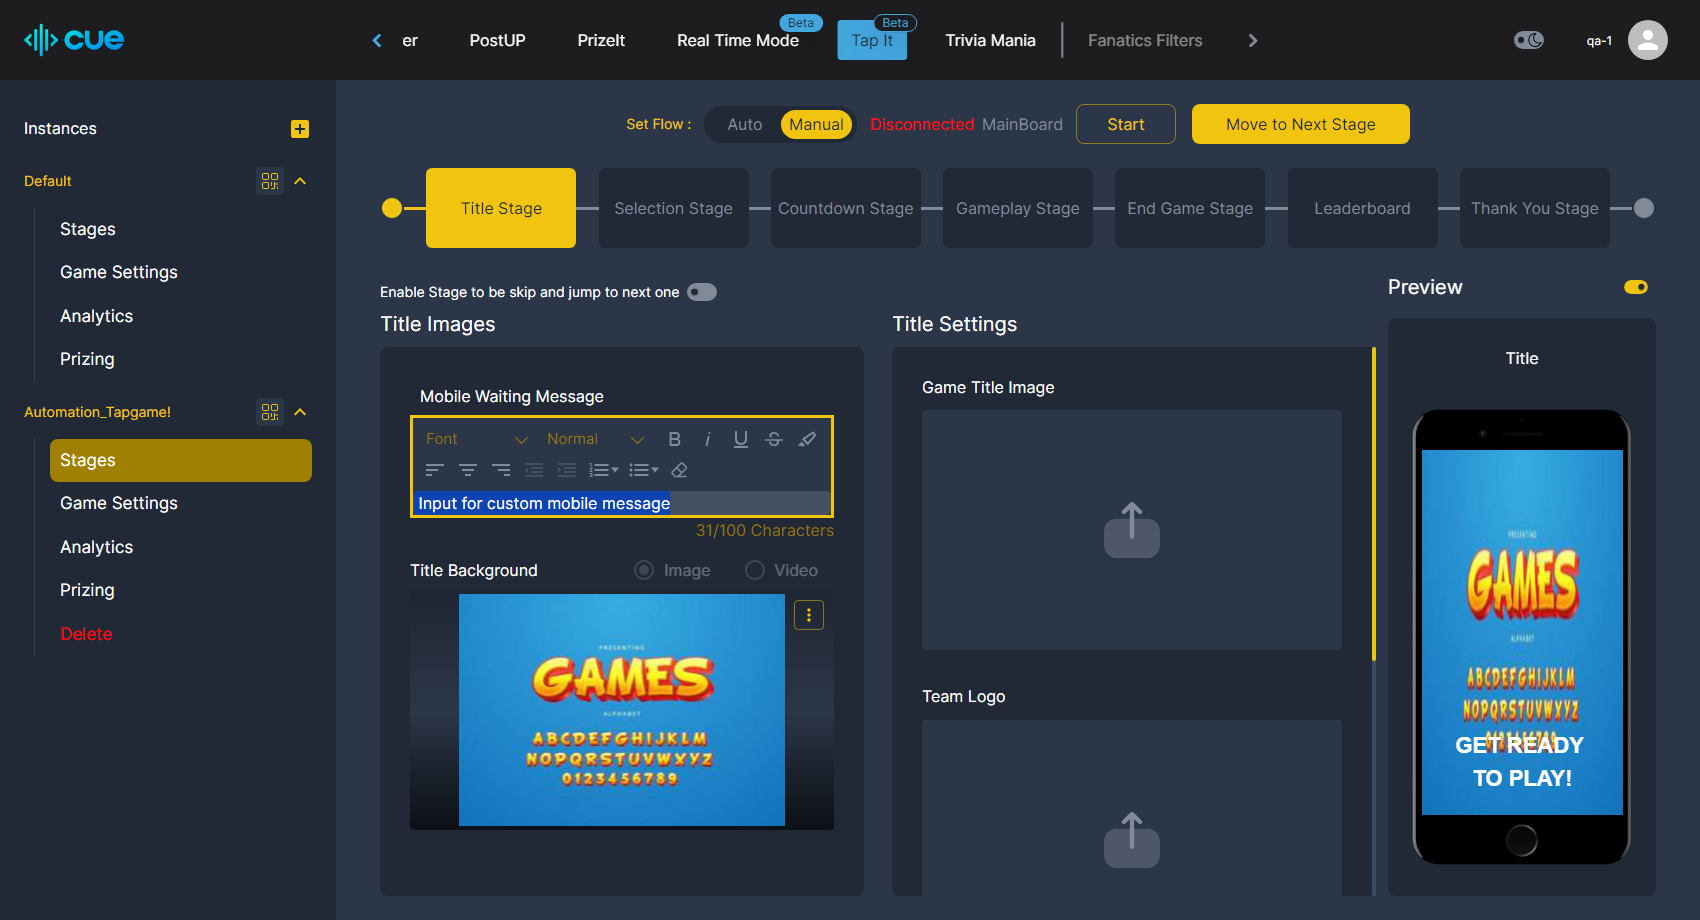 cue
er
PostUP
PrizeIt
Real Time Mode
Beta
Tap It
Beta
Trivia Mania
Fanatics Filters
qa-1
Instances
Default
Stages
Game Settings
Analytics
Prizing
Automation_Tapgame!
Stages
Game Settings
Analytics
Prizing
Delete
Set Flow :
Auto
Manual
Disconnected
MainBoard
Start
Move to Next Stage
Title Stage
Selection Stage
Countdown Stage
Gameplay Stage
End Game Stage
Leaderboard
Thank You Stage
Enable Stage to be skip and jump to next one
Title Images
Mobile Waiting Message
Font
Normal
B
i
U
S
Input for custom mobile message
31/100 Characters
Title Background
Image
Video
PRESENTING
GAMES
ALPHABET
ABCDEFGHIJKLM
NOPQRSTUVWXYZ
0123456789
Title Settings
Game Title Image
Team Logo
Preview
Title
PRESENTING
GAMES
ALPHABET
ABCDEFGHIJKLM
NOPQRSTUVWXYZ
0123456789
GET READY
TO PLAY!